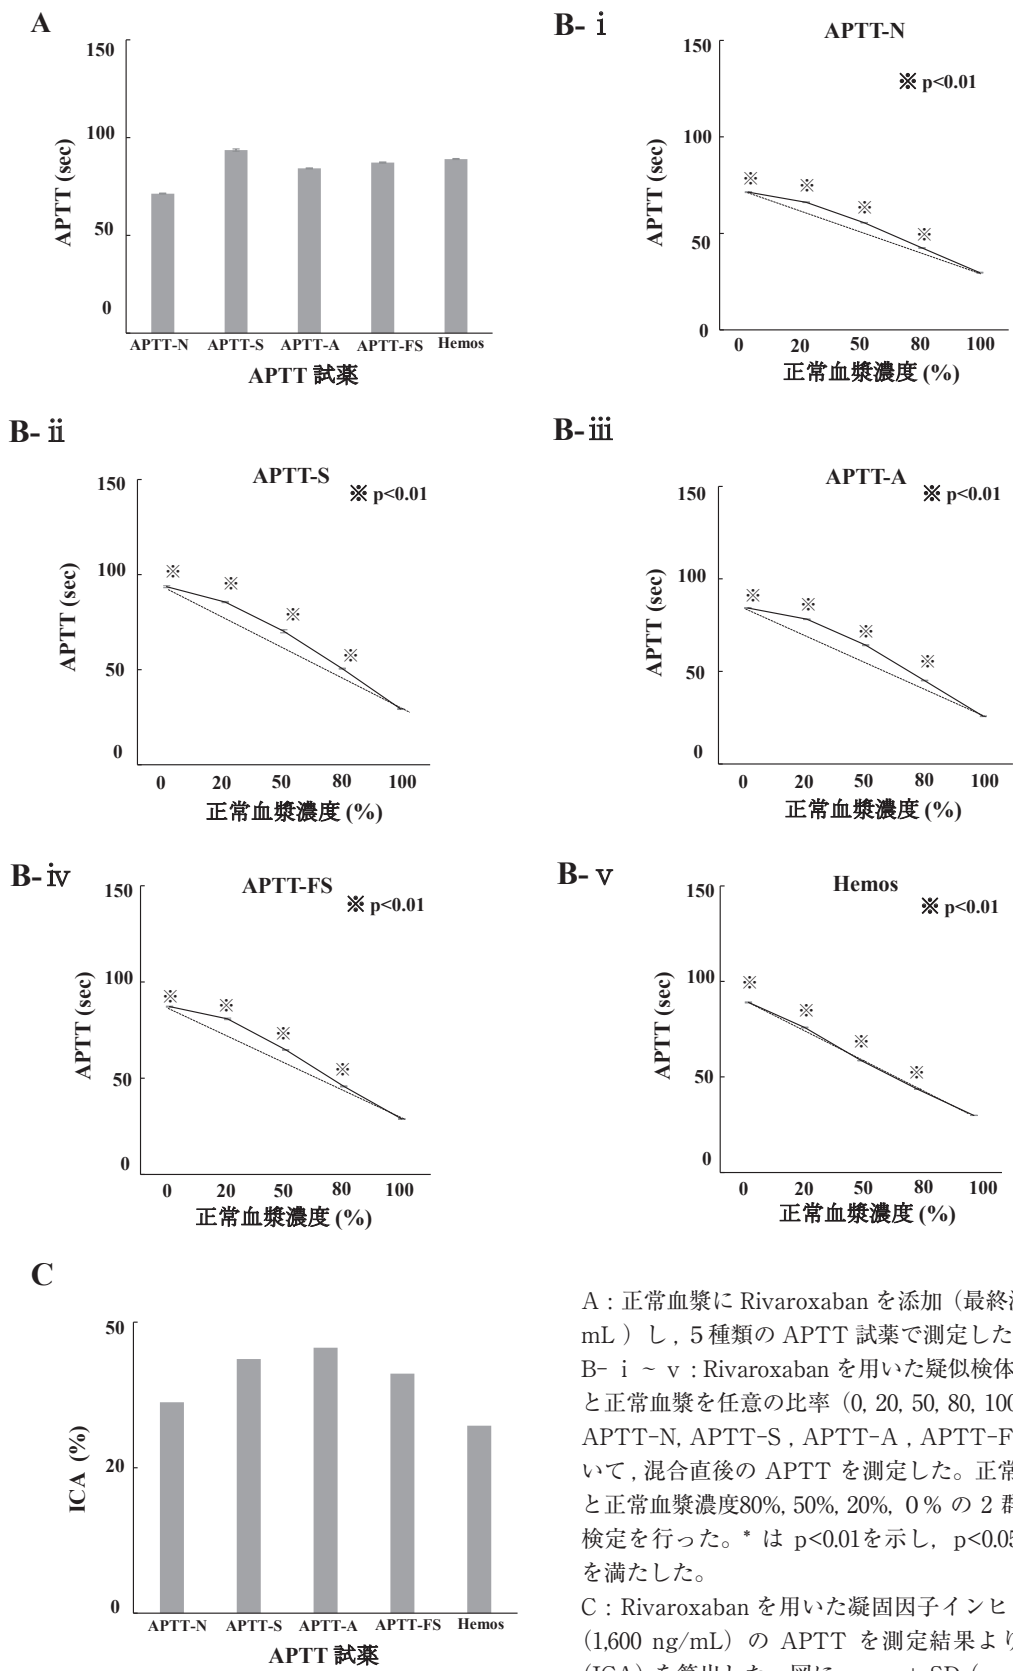 A
150
100
50
0
APTT (sec)
APTT-N APTT-S APTT-A APTT-FS Hemos
APTT 試薬
B- ⅰ
APTT-N
※ p<0.01
150
100
50
0
APTT (sec)
※ ※ ※ ※
0 20 50 80 100
正常血漿濃度 (%)
B- ⅱ
APTT-S
※ p<0.01
150
100
50
0
APTT (sec)
※ ※ ※ ※
0 20 50 80 100
正常血漿濃度 (%)
B- ⅲ
APTT-A
※ p<0.01
150
100
50
0
APTT (sec)
※ ※ ※ ※
0 20 50 80 100
正常血漿濃度 (%)
B- ⅳ
APTT-FS
※ p<0.01
150
100
50
0
APTT (sec)
※ ※ ※ ※
0 20 50 80 100
正常血漿濃度 (%)
B- ⅴ
Hemos
※ p<0.01
150
100
50
0
APTT (sec)
※ ※ ※ ※
0 20 50 80 100
正常血漿濃度 (%)
C
50
20
0
ICA (%)
APTT-N APTT-S APTT-A APTT-FS Hemos
APTT 試薬
A : 正常血漿に Rivaroxaban を添加（最終
mL ）し , 5 種類の APTT 試薬で測定した
B- ⅰ ~ ⅴ : Rivaroxaban を用いた疑似検体
と正常血漿を任意の比率（0, 20, 50, 80, 100
APTT-N, APTT-S , APTT-A , APTT-F
いて , 混合直後の APTT を測定した。正常
と正常血漿濃度80%, 50%, 20%, 0 % の 2 群
検定を行った。* は p<0.01を示し, p<0.05
を満たした。
C : Rivaroxaban を用いた凝固因子インヒ
(1,600 ng/mL) の APTT を測定結果より